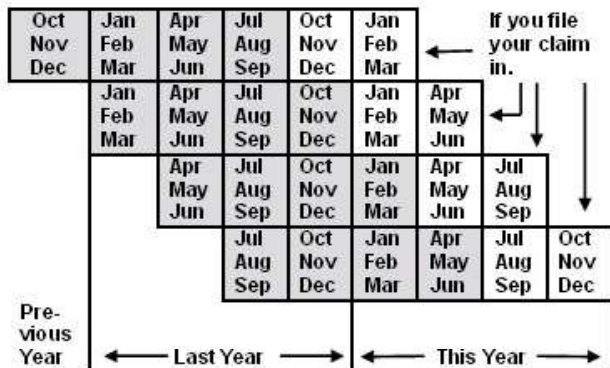 Oct Jan Apr Jul Oct Jan
Nov Feb May Aug Nov Feb
Dec Mar Jun Sep Dec Mar
If you file
your claim
in.
Jan Apr Jul Oct Jan Apr
Feb May Aug Nov Feb May
Mar Jun Sep Dec Mar Jun
Apr Jul Oct Jan Apr Jul
May Aug Nov Feb May Aug
Jun Sep Dec Mar Jun Sep
Jul Oct Jan Apr Jul Oct
Aug Nov Feb May Aug Nov
Sep Dec Mar Jun Sep Dec
Pre-
vious
Year
Last Year
This Year